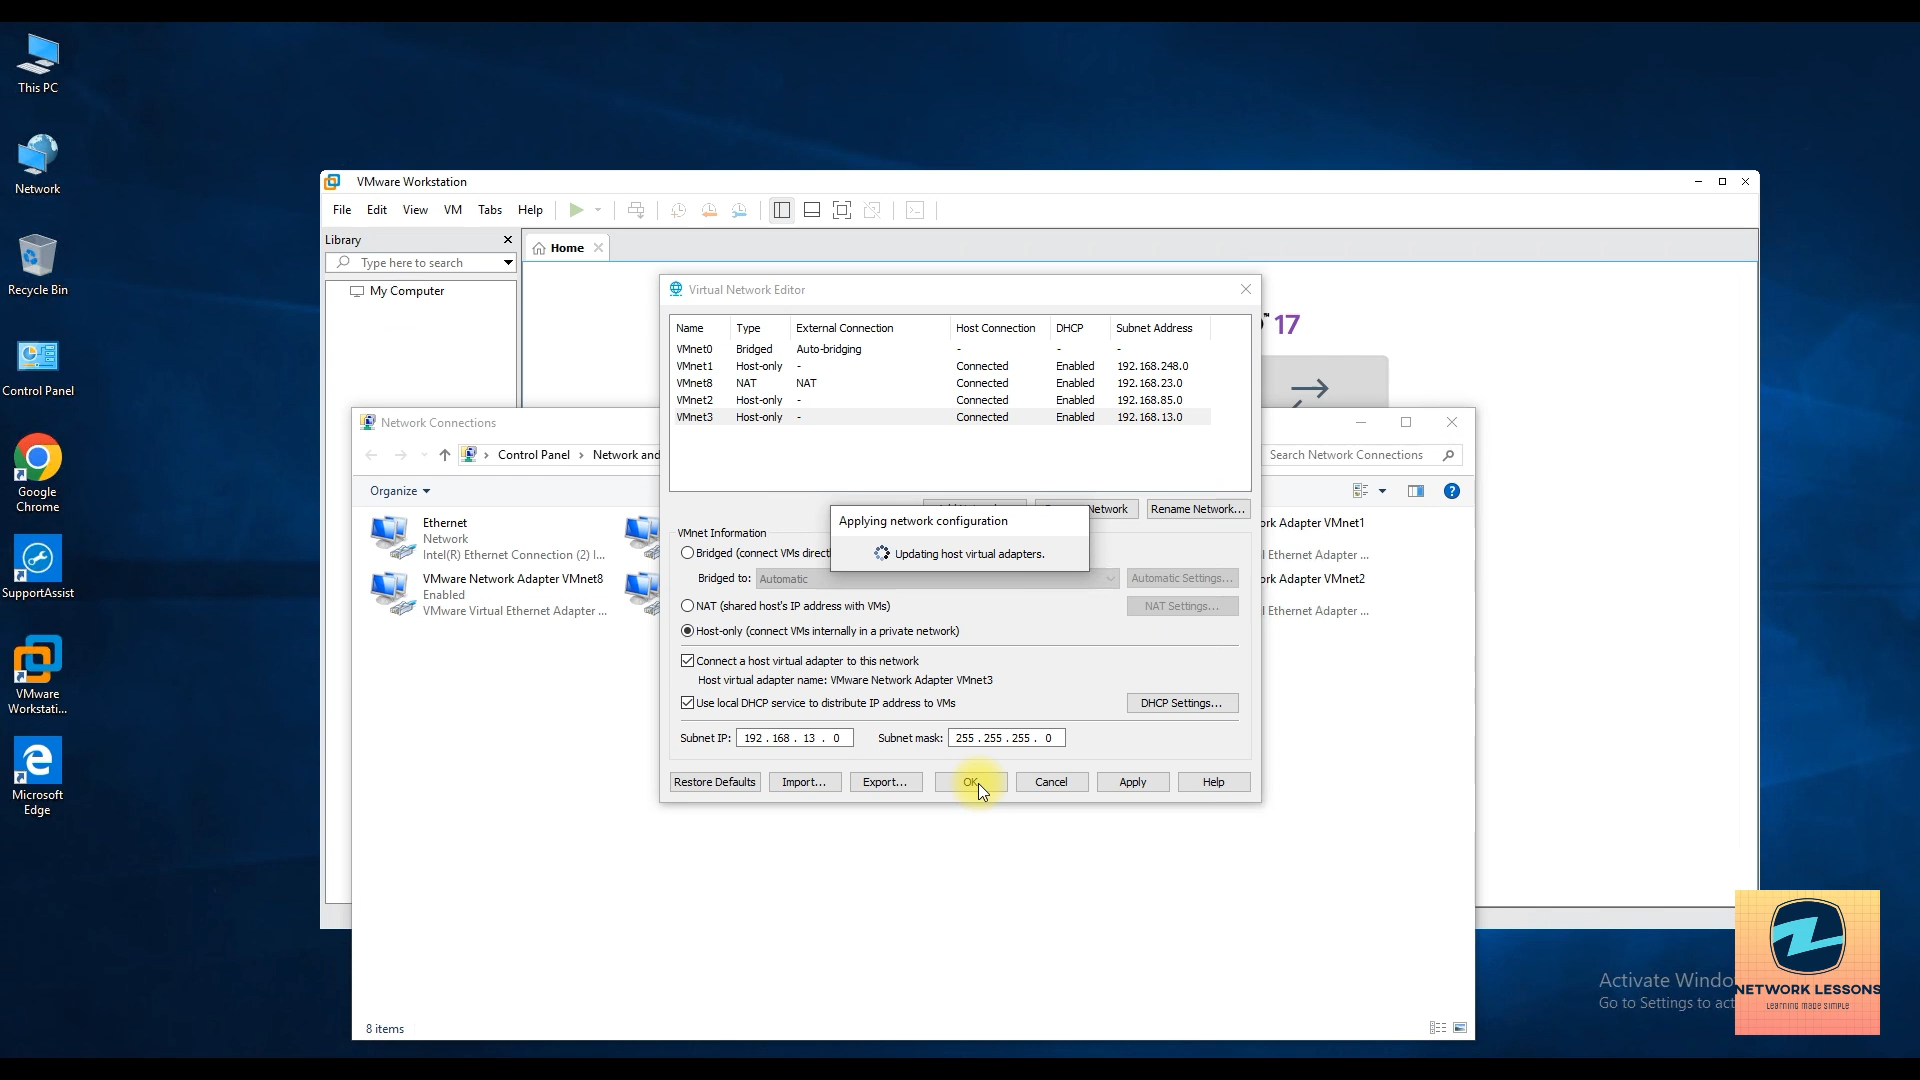 This PC
Network
Recycle Bin
Control Panel
Google
Chrome
SupportAssist
VMware
Workstati...
Microsoft
Edge
VMware Workstation
File Edit View VM Tabs Help
Library
Type here to search
My Computer
Home
17
Virtual Network Editor
Name Type External Connection Host Connection DHCP Subnet Address
VMnet0 Bridged Auto-bridging - - -
VMnet1 Host-only - Connected Enabled 192.168.248.0
VMnet8 NAT NAT Connected Enabled 192.168.23.0
VMnet2 Host-only - Connected Enabled 192.168.85.0
VMnet3 Host-only - Connected Enabled 192.168.13.0
Network Rename Network...
Applying network configuration
Updating host virtual adapters.
VMnet Information
Bridged (connect VMs directl
Bridged to: Automatic Automatic Settings...
NAT (shared host's IP address with VMs) NAT Settings...
Host-only (connect VMs internally in a private network)
Connect a host virtual adapter to this network
Host virtual adapter name: VMware Network Adapter VMnet3
Use local DHCP service to distribute IP address to VMs DHCP Settings...
Subnet IP: 192 . 168 . 13 . 0 Subnet mask: 255 . 255 . 255 . 0
Restore Defaults Import... Export... OK Cancel Apply Help
Network Connections
Control Panel > Network and
Search Network Connections
Organize
Ethernet
Network
Intel(R) Ethernet Connection (2) I...
VMware Network Adapter VMnet8
Enabled
VMware Virtual Ethernet Adapter ...
rk Adapter VMnet1
l Ethernet Adapter ...
rk Adapter VMnet2
l Ethernet Adapter ...
8 items
Activate Windo
Go to Settings to act
NETWORK LESSONS
Learning made simple